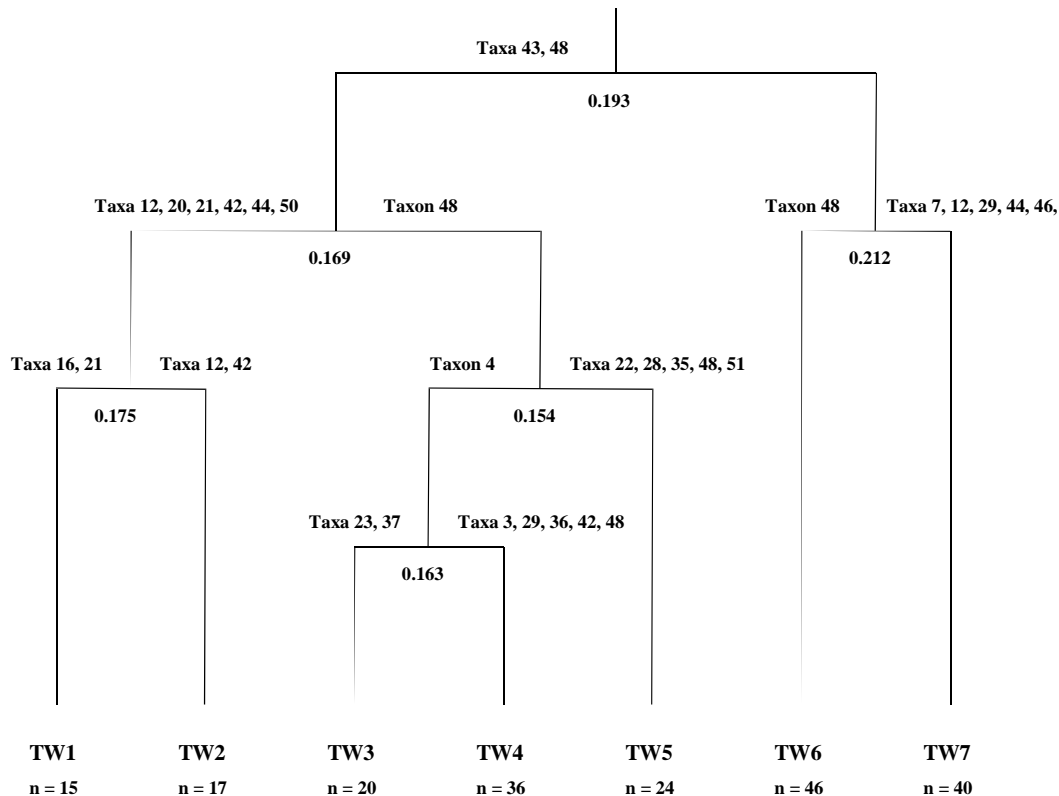 Taxa 43, 48
0.193
Taxa 12, 20, 21, 42, 44, 50
Taxon 48
Taxon 48
Taxa 7, 12, 29, 44, 46,
0.169
0.212
Taxa 16, 21
Taxa 12, 42
Taxon 4
Taxa 22, 28, 35, 48, 51
0.175
0.154
Taxa 23, 37
Taxa 3, 29, 36, 42, 48
0.163
TW1
TW2
TW3
TW4
TW5
TW6
TW7
n = 15
n = 17
n = 20
n = 36
n = 24
n = 46
n = 40